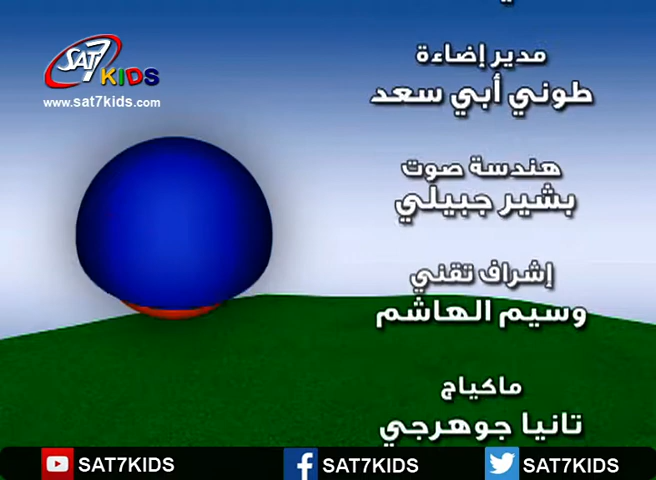 SAT7
KIDS
www.sat7kids.com
مدير إضاءة
طوني أبي سعد
هندسة صوت
بشير جبيلي
إشراف تقني
وسيم الهاشم
ماكياج
تانيا جوهرجي
SAT7KIDS
SAT7KIDS
SAT7KIDS